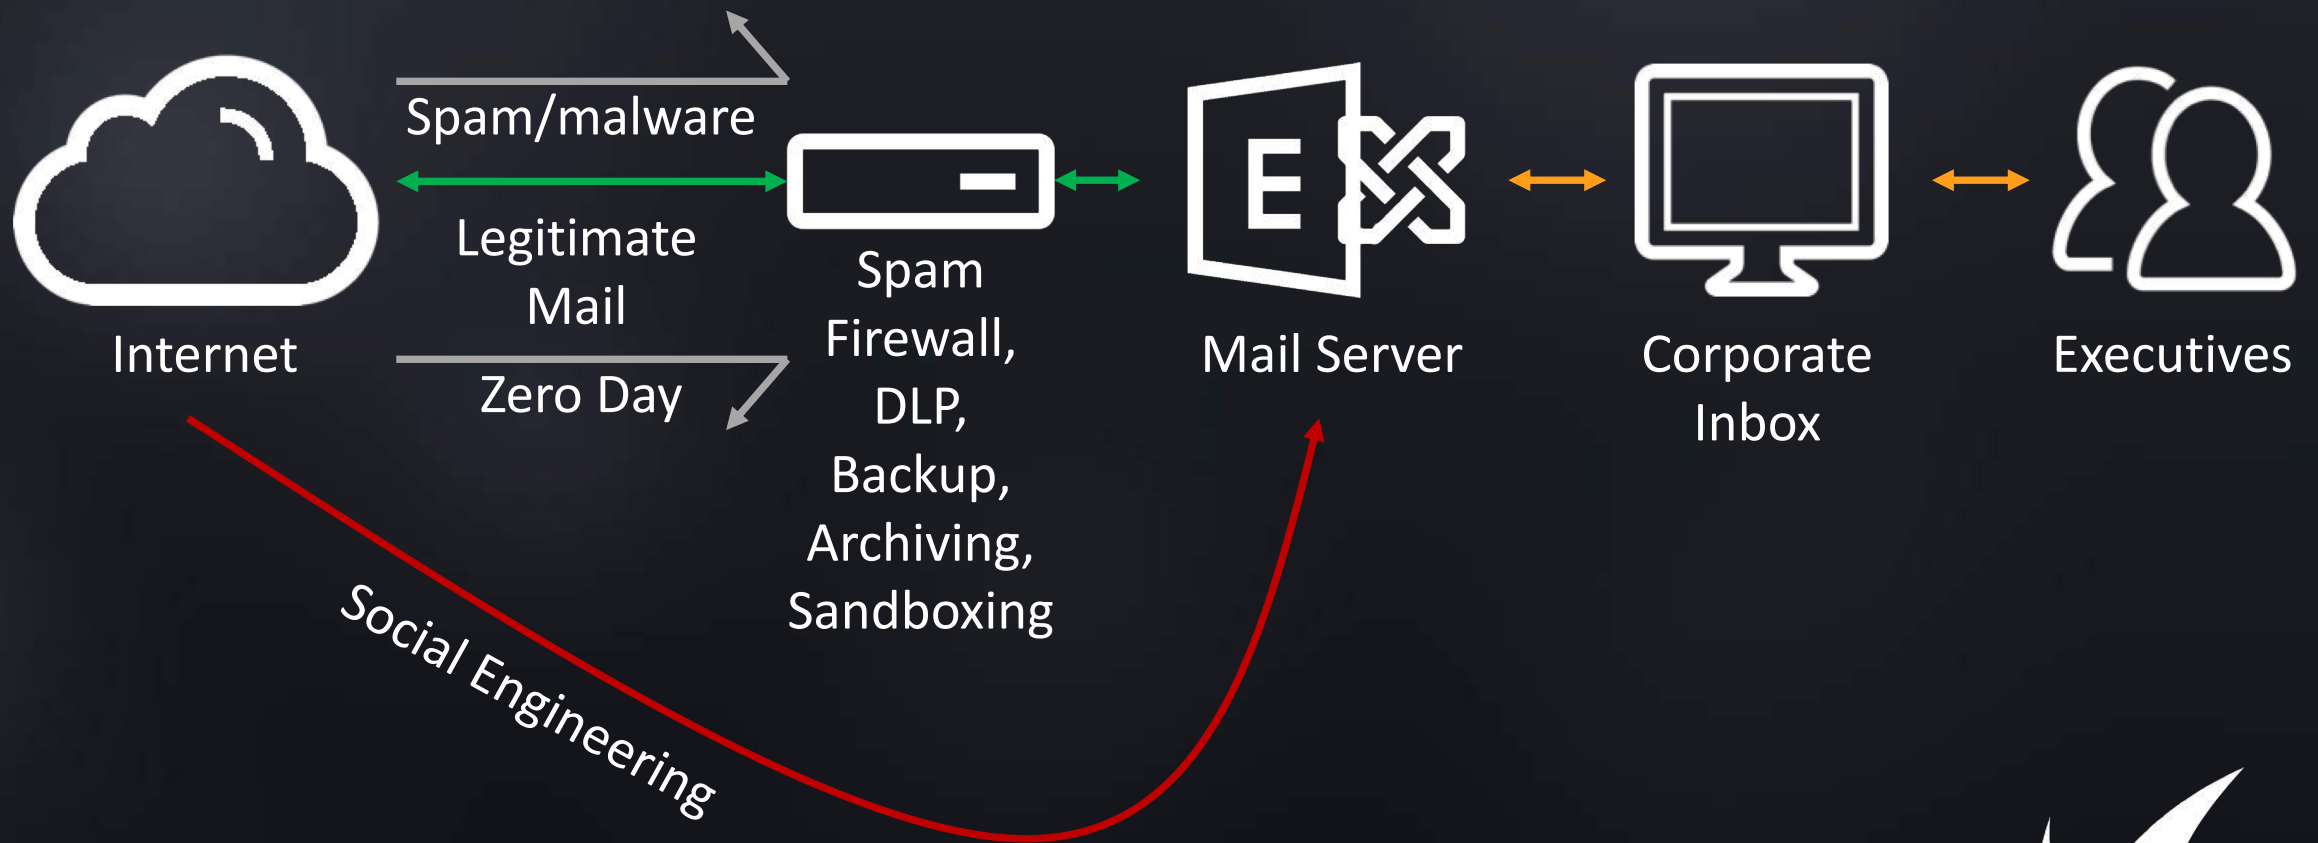 Spam/malware
Legitimate
Mail
Zero Day
Internet
Spam
Firewall,
DLP,
Backup,
Archiving,
Sandboxing
E
Mail Server
Corporate
Inbox
Executives
Social Engineering